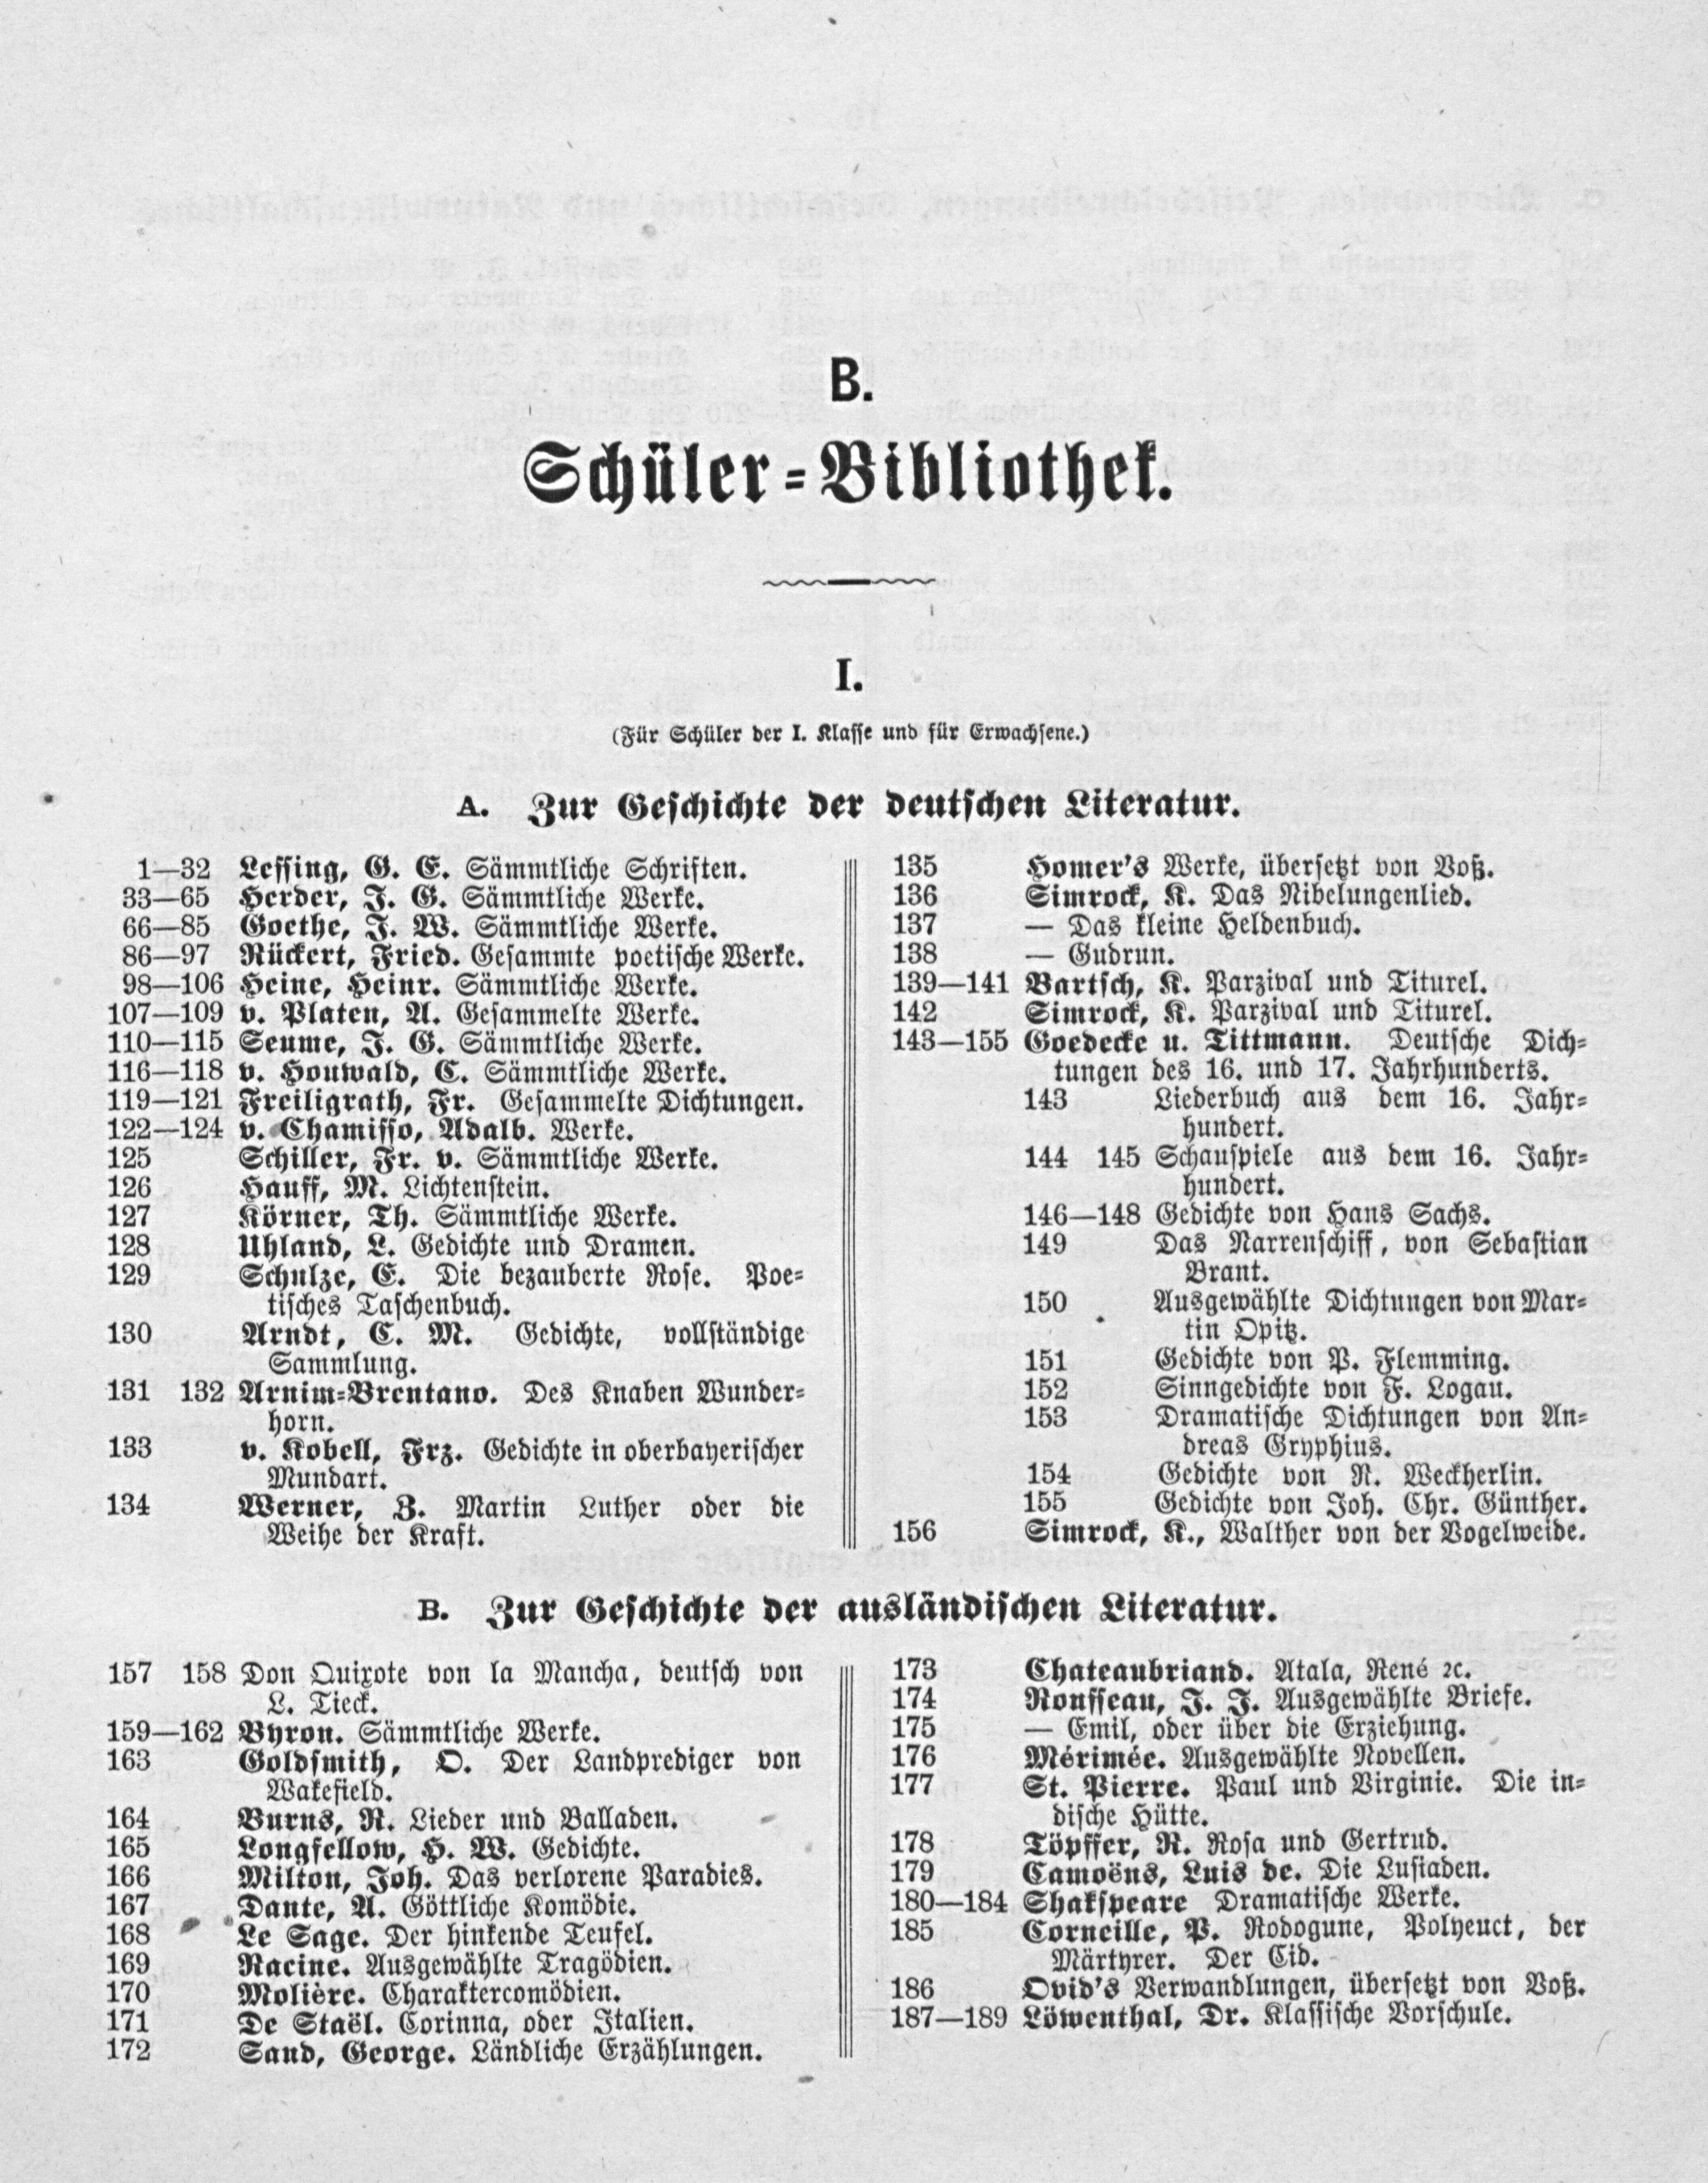 B.
Schüler-Bibliothek.
I.
(Für Schüler der I. Klasse und für Erwachsene.)
A. Zur Geschichte der deutschen Literatur.
1—32 Lessing, G. E. Sämmtliche Schriften.
33—65 Herder, J. G. Sämmtliche Werke.
66—85 Goethe, J. W. Sämmtliche Werke.
86—97 Rückert, Fried. Gesammte poetische Werke.
98—106 Heine, Heinr. Sämmtliche Werke.
107—109 v. Platen, A. Gesammelte Werke.
110—115 Seume, J. G. Sämmtliche Werke.
116—118 v. Houwald, C. Sämmtliche Werke.
119—121 Freiligrath, Fr. Gesammelte Dichtungen.
122—124 v. Chamisso, Adalb. Werke.
125 Schiller, Fr. v. Sämmtliche Werke.
126 Hauff, M. Lichtenstein.
127 Körner, Th. Sämmtliche Werke.
128 Uhland, L. Gedichte und Dramen.
129 Schulze, E. Die bezauberte Rose. Poe-
tisches Taschenbuch.
130 Arndt, E. M. Gedichte, vollständige
Sammlung.
131 132 Arnim-Brentano. Des Knaben Wunder-
horn.
133 v. Kobell, Frz. Gedichte in oberbayerischer
Mundart.
134 Werner, Z. Martin Luther oder die
Weihe der Kraft.
135 Homer's Werke, übersetzt von Voß.
136 Simrock, K. Das Nibelungenlied.
137 — Das kleine Heldenbuch.
138 — Gudrun.
139—141 Bartsch, K. Parzival und Titurel.
142 Simrock, K. Parzival und Titurel.
143—155 Goedecke u. Tittmann. Deutsche Dich-
tungen des 16. und 17. Jahrhunderts.
143 Liederbuch aus dem 16. Jahr-
hundert.
144 145 Schauspiele aus dem 16. Jahr-
hundert.
146—148 Gedichte von Hans Sachs.
149 Das Narrenschiff, von Sebastian
Brant.
150 Ausgewählte Dichtungen von Mar-
tin Opitz.
151 Gedichte von P. Flemming.
152 Sinngedichte von F. Logau.
153 Dramatische Dichtungen von An-
dreas Gryphius.
154 Gedichte von R. Weckherlin.
155 Gedichte von Joh. Chr. Günther.
156 Simrock, K., Walther von der Vogelweide.
B. Zur Geschichte der ausländischen Literatur.
157 158 Don Quixote von la Mancha, deutsch von
L. Tieck.
159—162 Byron. Sämmtliche Werke.
163 Goldsmith, O. Der Landprediger von
Wakefield.
164 Burns, R. Lieder und Balladen.
165 Longfellow, H. W. Gedichte.
166 Milton, Joh. Das verlorene Paradies.
167 Dante, A. Göttliche Komödie.
168 Le Sage. Der hinkende Teufel.
169 Racine. Ausgewählte Tragödien.
170 Molière. Charaktercomödien.
171 De Staël. Corinna, oder Italien.
172 Sand, George. Ländliche Erzählungen.
173 Chateaubriand. Atala, René ꝛc.
174 Rousseau, J. J. Ausgewählte Briefe.
175 — Emil, oder über die Erziehung.
176 Mérimée. Ausgewählte Novellen.
177 St. Pierre. Paul und Virginie. Die in-
dische Hütte.
178 Töpffer, R. Rosa und Gertrud.
179 Camoëns, Luis de. Die Lusiaden.
180—184 Shakspeare Dramatische Werke.
185 Corneille, P. Rodogune, Polyeuct, der
Märtyrer. Der Cid.
186 Ovid's Verwandlungen, übersetzt von Voß.
187—189 Löwenthal, Dr. Klassische Vorschule.